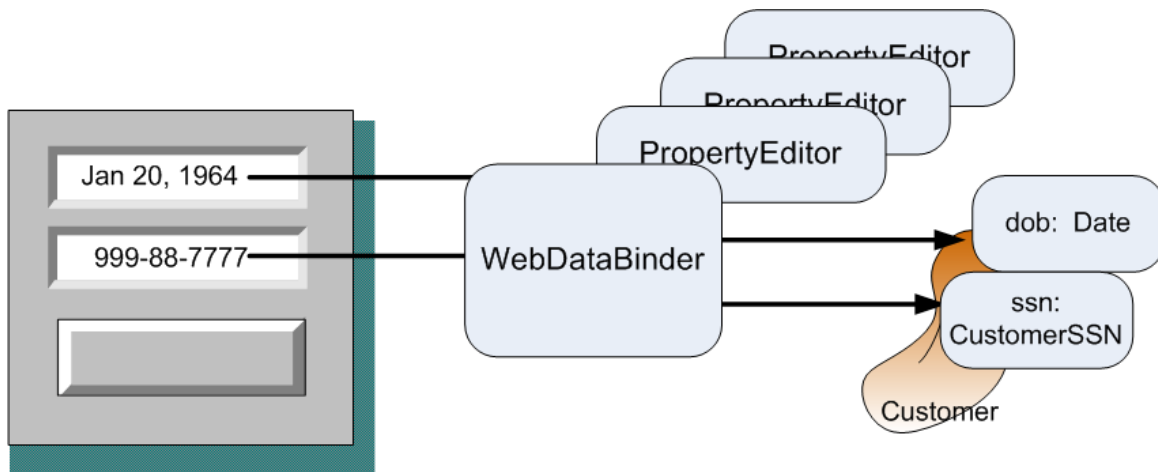 PropertyEditor
PropertyEditor
PropertyEditor
Jan 20, 1964
999-88-7777
WebDataBinder
dob:  Date
ssn:
CustomerSSN
Customer